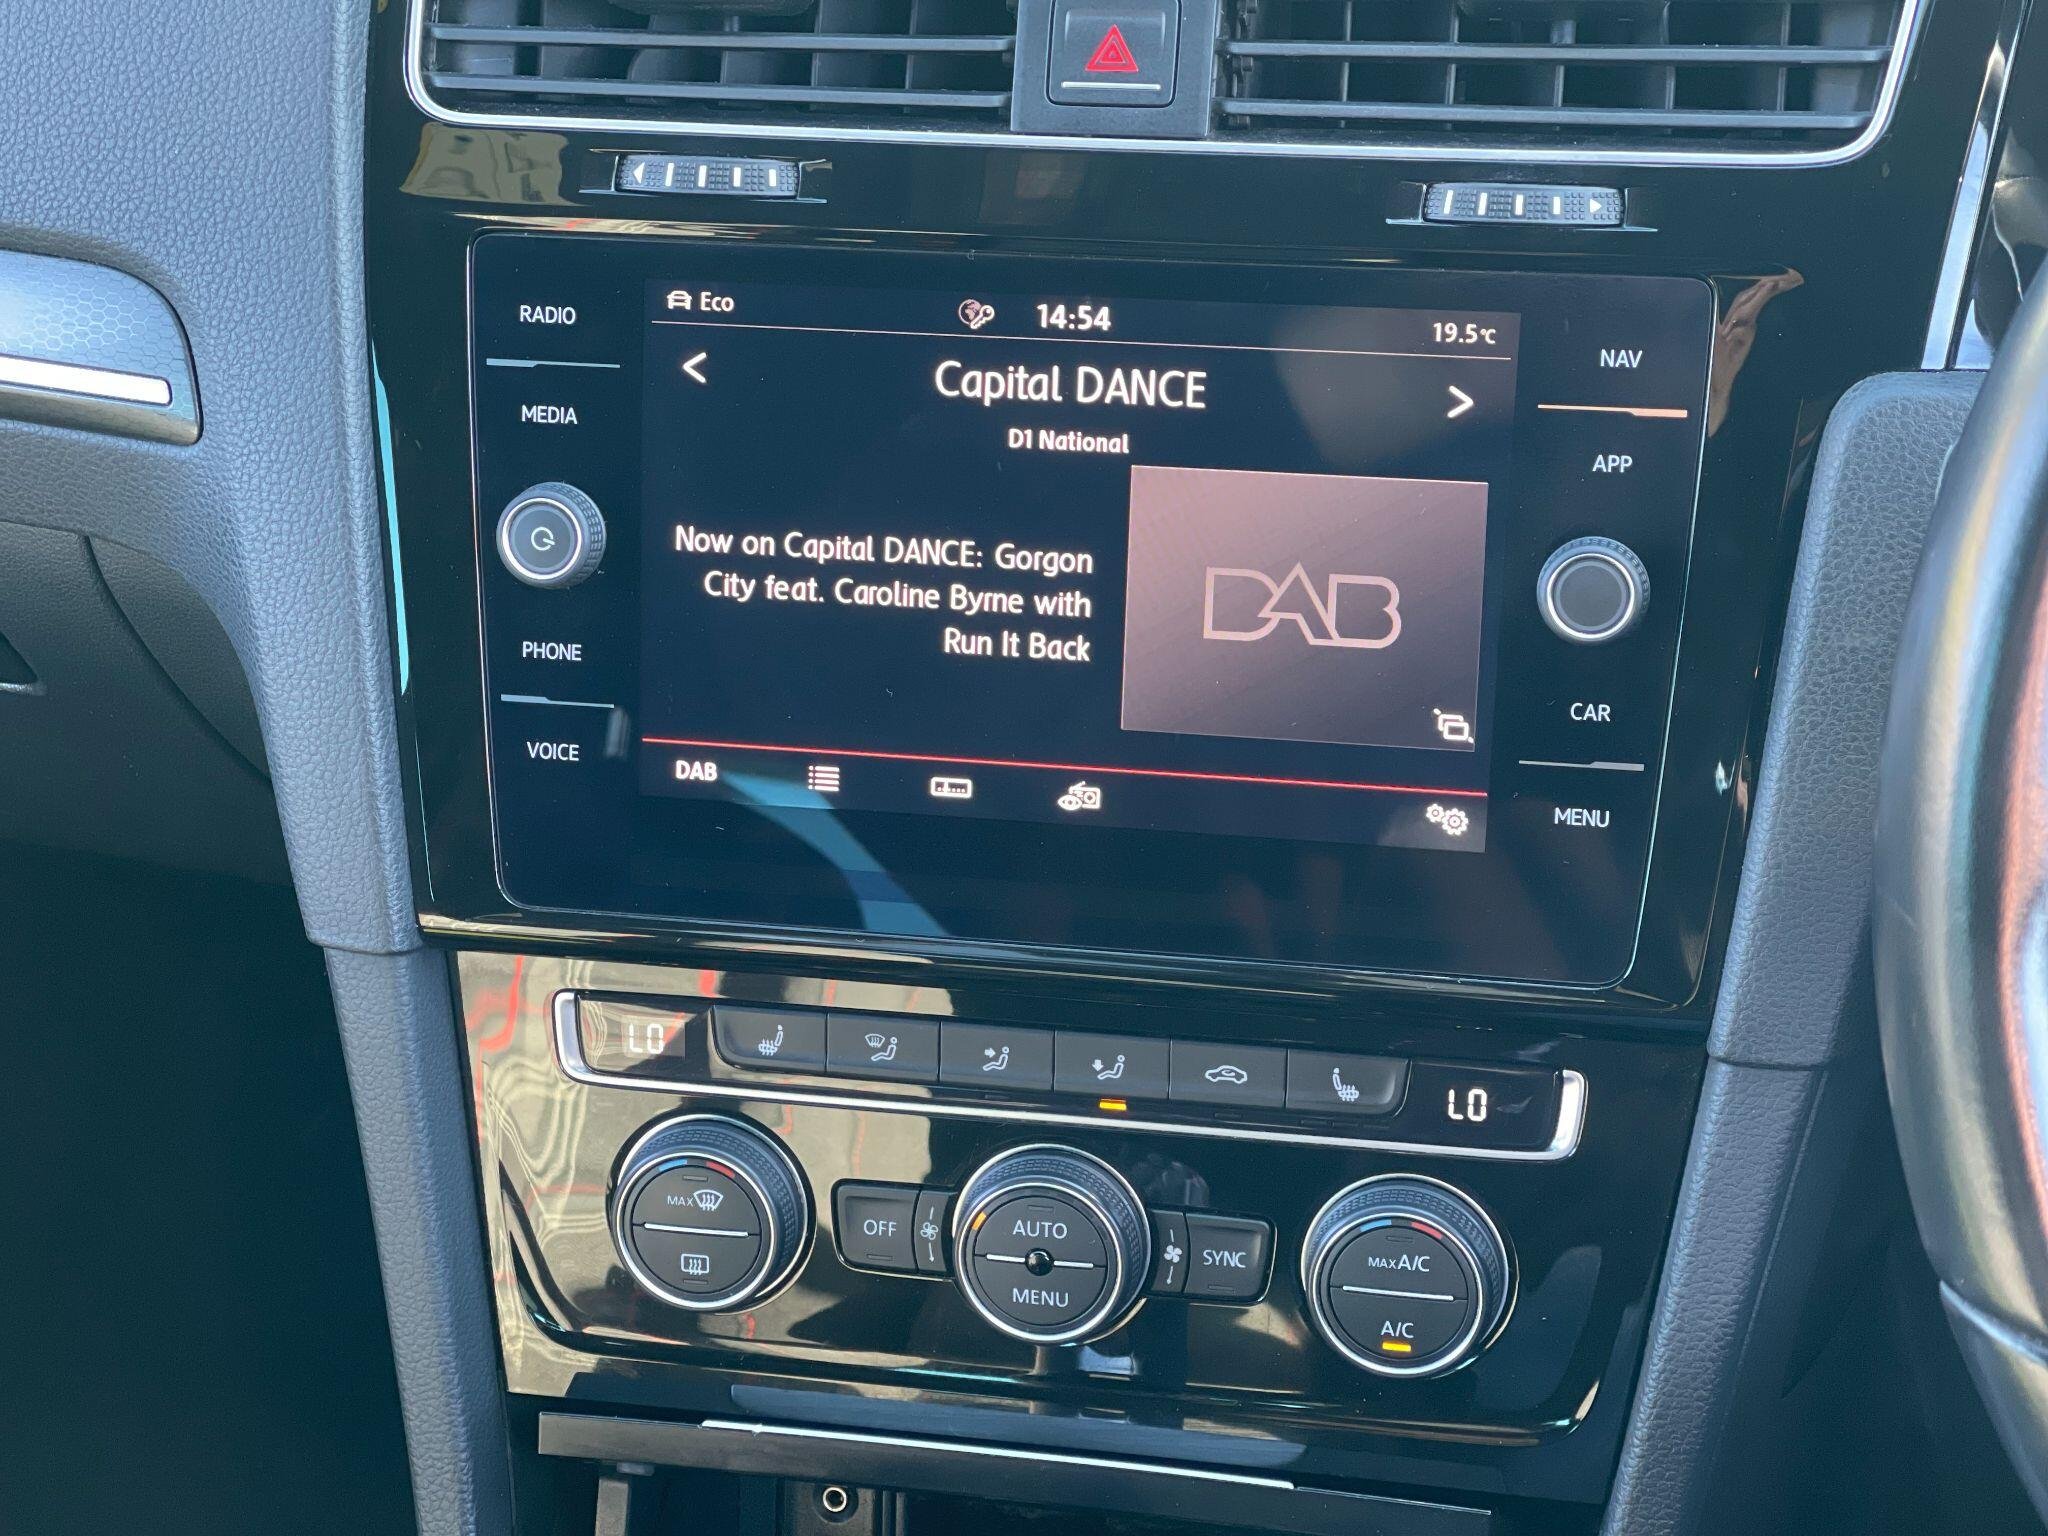 RADIO
MEDIA
PHONE
VOICE
Eco
14:54
19.5°C
<
Capital DANCE
>
D1 National
Now on Capital DANCE: Gorgon
City feat. Caroline Byrne with
Run It Back
DAB
DAB
NAV
APP
CAR
MENU
LO
LO
MAX
OFF
AUTO
MENU
SYNC
MAX A/C
A/C